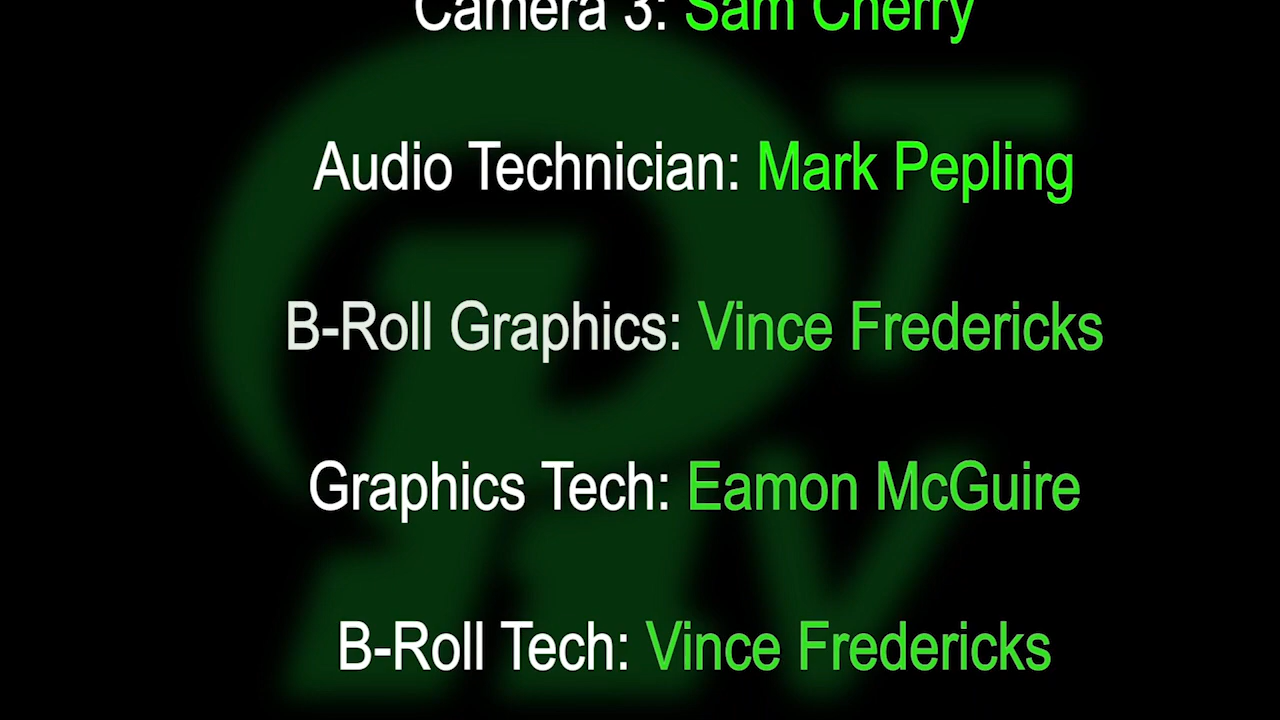 Camera 3: Sam Cherry
Audio Technician: Mark Pepling
B-Roll Graphics: Vince Fredericks
Graphics Tech: Eamon McGuire
B-Roll Tech: Vince Fredericks